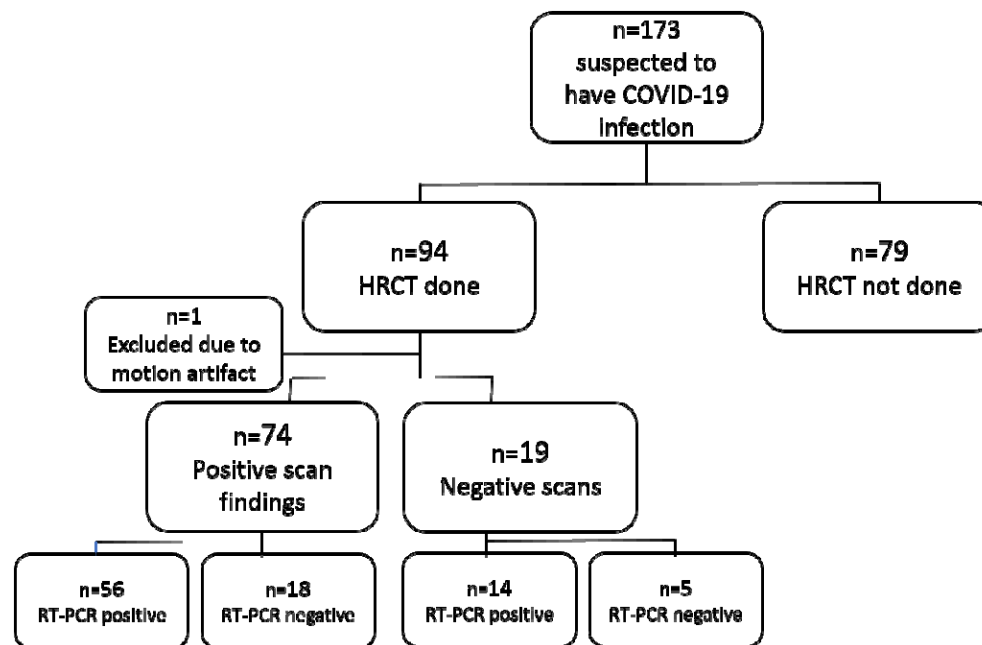 n=173
suspected to
have COVID-19
infection
n=94
HRCT done
n=79
HRCT not done
n=1
Excluded due to
motion artifact
n=74
Positive scan
findings
n=19
Negative scans
n=56
RT-PCR positive
n=18
RT-PCR negative
n=14
RT-PCR positive
n=5
RT-PCR negative